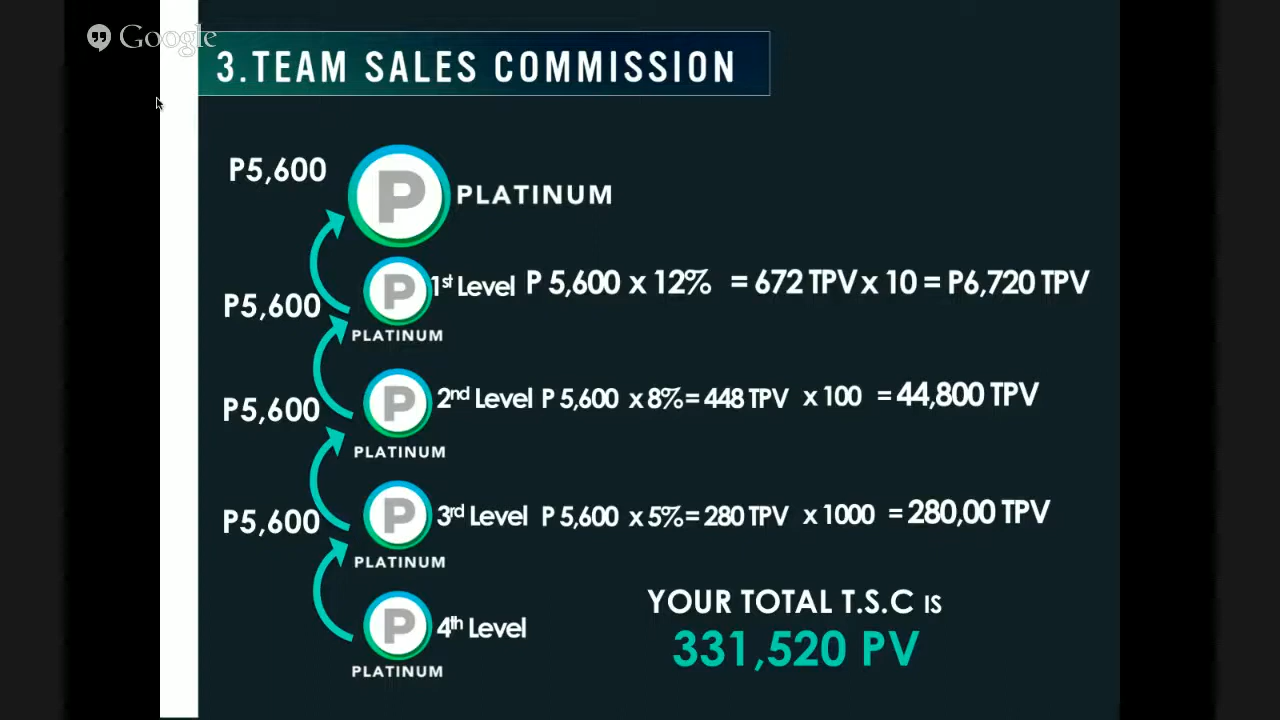 Google
3.TEAM SALES COMMISSION
P5,600
P PLATINUM
P 1st Level P 5,600 x 12% = 672 TPV x 10 = P6,720 TPV
P5,600
PLATINUM
P 2nd Level P 5,600 x 8% = 448 TPV x 100 = 44,800 TPV
P5,600
PLATINUM
P 3rd Level P 5,600 x 5% = 280 TPV x 1000 = 280,00 TPV
P5,600
PLATINUM
P 4th Level
PLATINUM
YOUR TOTAL T.S.C IS
331,520 PV